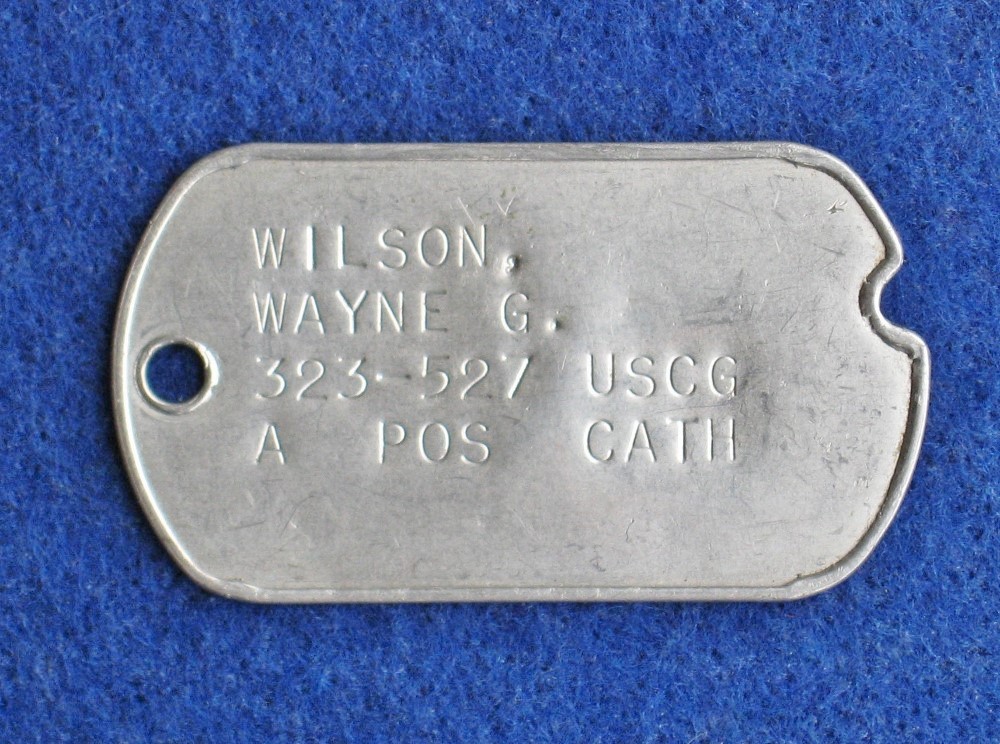 WILSON,
WAYNE G.
323-527 USCG
A POS CATH